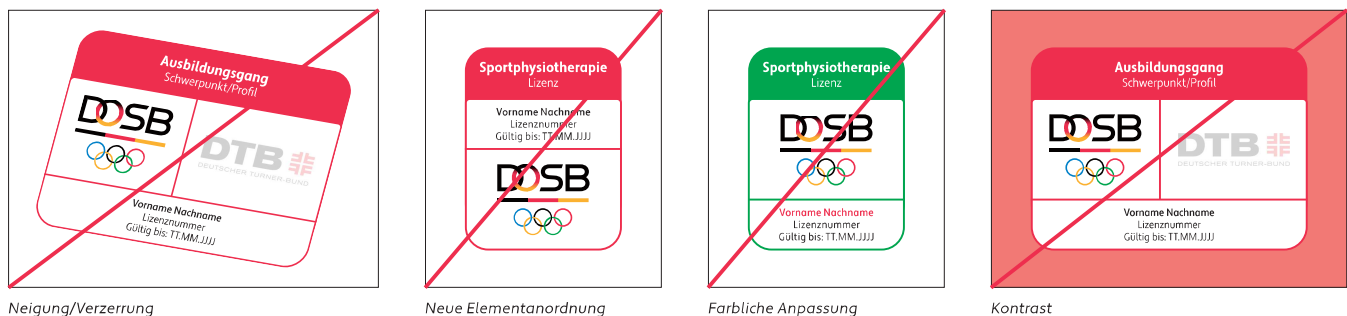 Ausbildungsgang
Schwerpunkt/Profil
DOSB
DTB
DEUTSCHER TURNER-BUND
Vorname Nachname
Lizenznummer
Gültig bis: TT.MM.JJJJ
Neigung/Verzerrung
Sportphysiotherapie
Lizenz
Vorname Nachname
Lizenznummer
Gültig bis: TT.MM.JJJJ
DOSB
Neue Elementanordnung
Sportphysiotherapie
Lizenz
DOSB
Vorname Nachname
Lizenznummer
Gültig bis: TT.MM.JJJJ
Farbliche Anpassung
Ausbildungsgang
Schwerpunkt/Profil
DOSB
DTB
DEUTSCHER TURNER-BUND
Vorname Nachname
Lizenznummer
Gültig bis: TT.MM.JJJJ
Kontrast